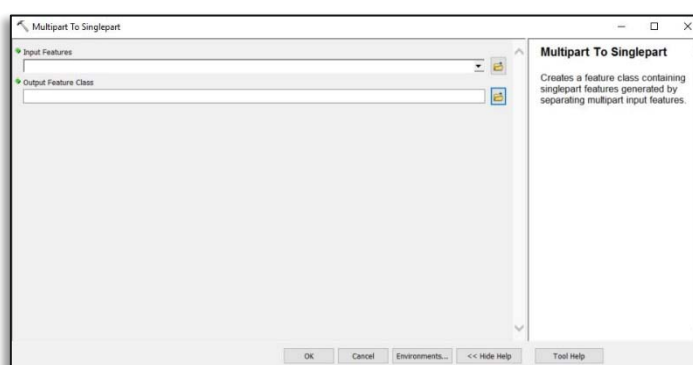 Multipart To Singlepart
Input Features
Output Feature Class
OK
Cancel
Environments...
<< Hide Help
Tool Help
Multipart To Singlepart
Creates a feature class containing
singlepart features generated by
separating multipart input features.